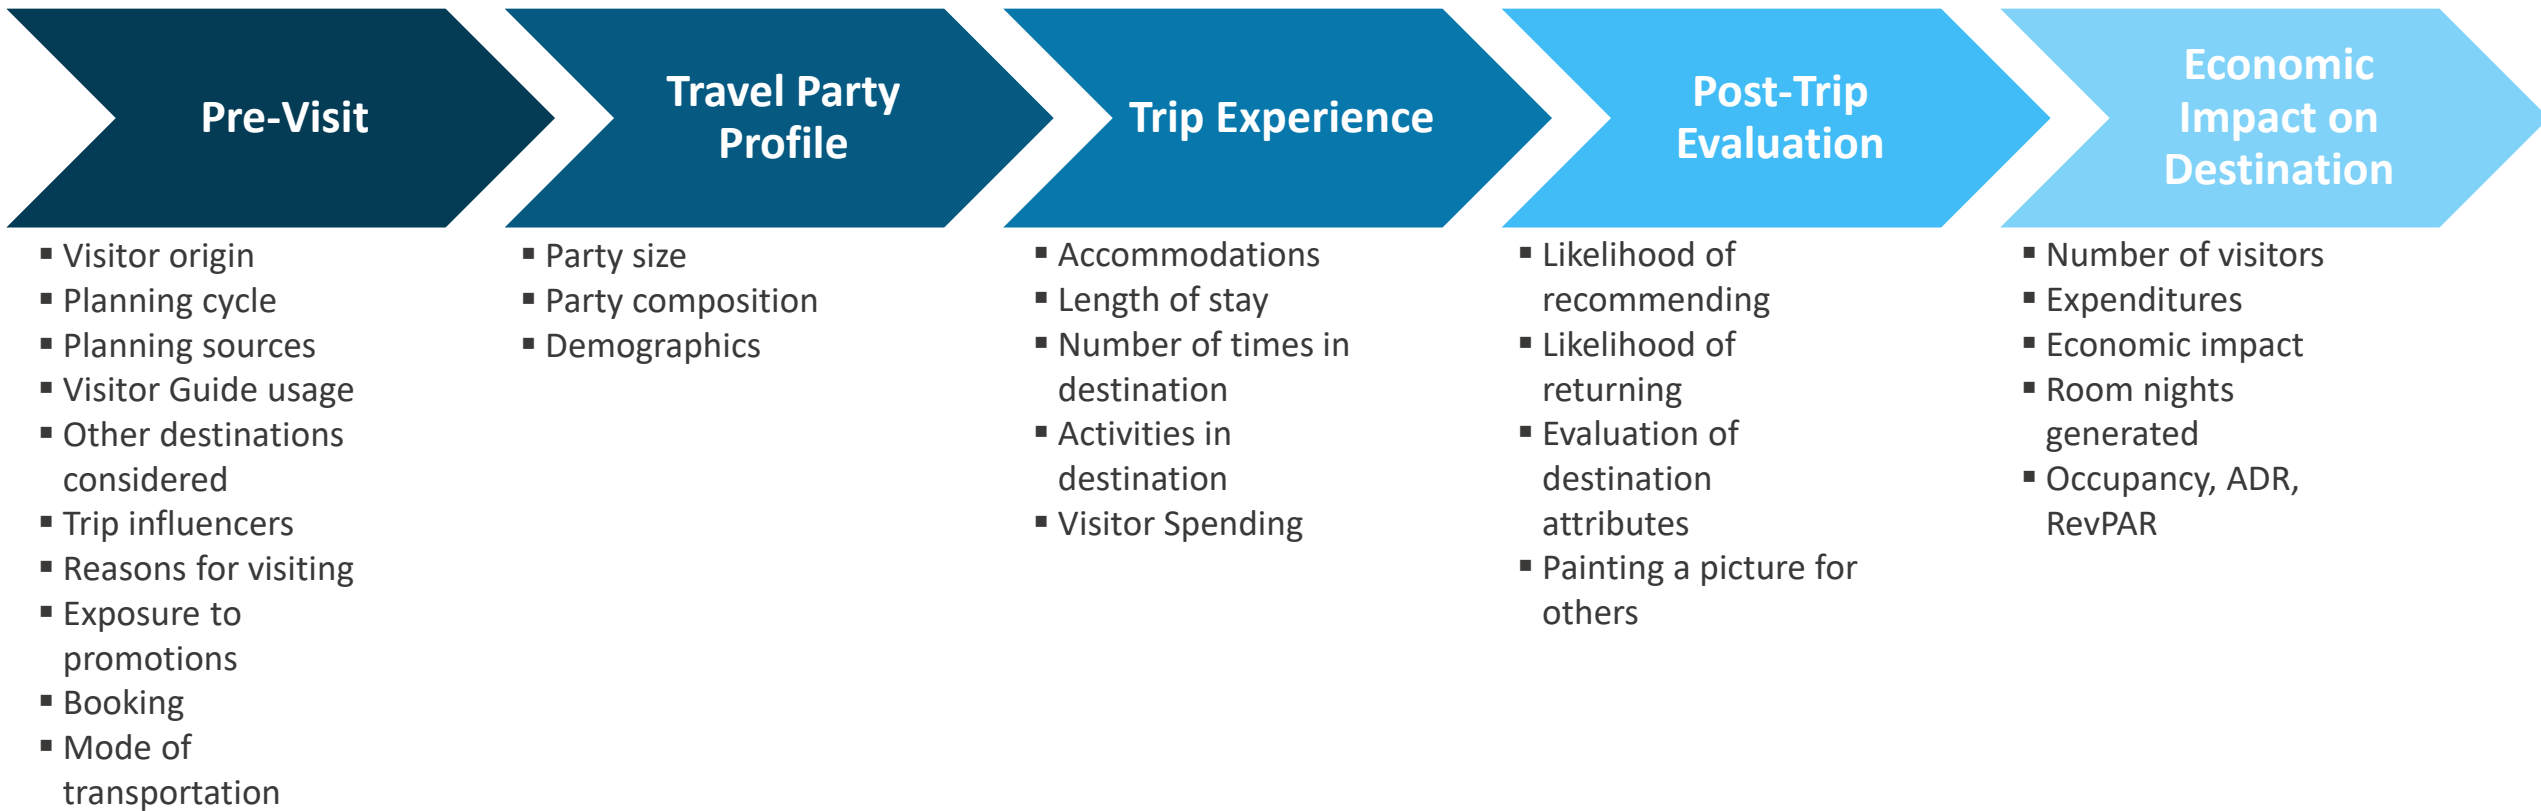 Pre-Visit
▪ Visitor origin
▪ Planning cycle
▪ Planning sources
▪ Visitor Guide usage
▪ Other destinations
considered
▪ Trip influencers
▪ Reasons for visiting
▪ Exposure to
promotions
▪ Booking
▪ Mode of
transportation
Travel Party
Profile
▪ Party size
▪ Party composition
▪ Demographics
Trip Experience
▪ Accommodations
▪ Length of stay
▪ Number of times in
destination
▪ Activities in
destination
▪ Visitor Spending
Post-Trip
Evaluation
▪ Likelihood of
recommending
▪ Likelihood of
returning
▪ Evaluation of
destination
attributes
▪ Painting a picture for
others
Economic
Impact on
Destination
▪ Number of visitors
▪ Expenditures
▪ Economic impact
▪ Room nights
generated
▪ Occupancy, ADR,
RevPAR